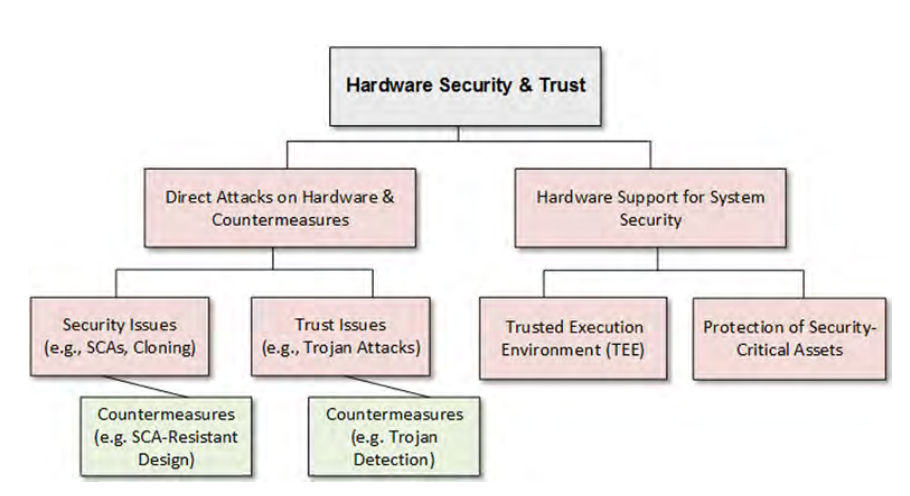 Hardware Security & Trust
Direct Attacks on Hardware &
Countermeasures
Hardware Support for System
Security
Security Issues
(e.g., SCAs, Cloning)
Trust Issues
(e.g., Trojan Attacks)
Trusted Execution
Environment (TEE)
Protection of Security-
Critical Assets
Countermeasures
(e.g. SCA-Resistant
Design)
Countermeasures
(e.g. Trojan
Detection)